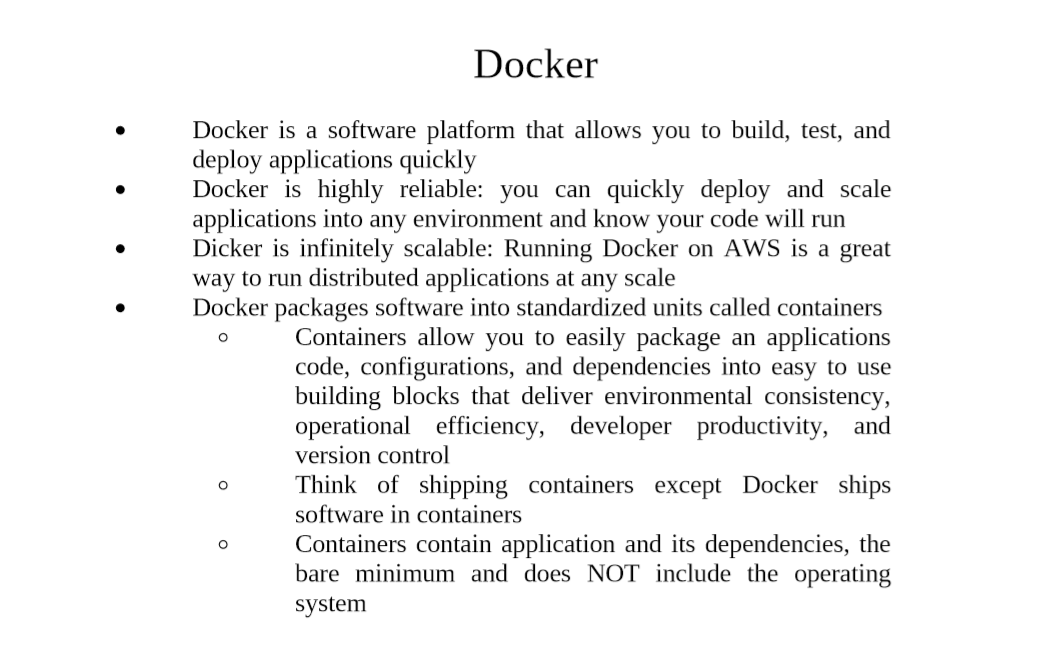 Docker
• Docker is a software platform that allows you to build, test, and
deploy applications quickly
• Docker is highly reliable: you can quickly deploy and scale
applications into any environment and know your code will run
• Dicker is infinitely scalable: Running Docker on AWS is a great
way to run distributed applications at any scale
• Docker packages software into standardized units called containers
○ Containers allow you to easily package an applications
code, configurations, and dependencies into easy to use
building blocks that deliver environmental consistency,
operational efficiency, developer productivity, and
version control
○ Think of shipping containers except Docker ships
software in containers
○ Containers contain application and its dependencies, the
bare minimum and does NOT include the operating
system